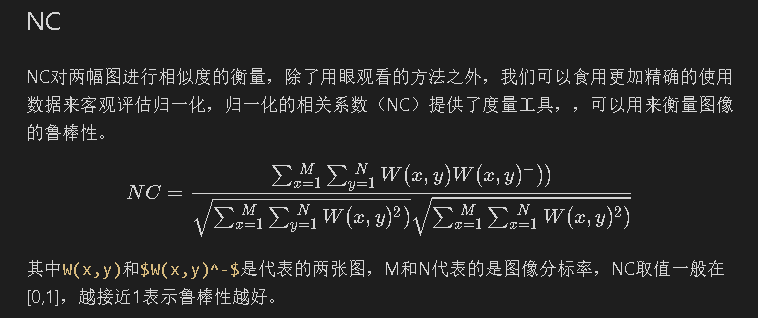 NC
NC对两幅图进行相似度的衡量，除了用眼观看的方法之外，我们可以食用更加精确的使用
数据来客观评估归一化，归一化的相关系数（NC）提供了度量工具，，可以用来衡量图像
的鲁棒性。
NC = \frac{\sum_{x=1}^{M}\sum_{y=1}^{N}W(x,y)W(x,y)^{-}))}{\sqrt{\sum_{x=1}^{M}\sum_{y=1}^{N}W(x,y)^{2})}\sqrt{\sum_{x=1}^{M}\sum_{x=1}^{N}W(x,y)^{2})}}
其中W(x,y)和$W(x,y)^-$是代表的两张图，M和N代表的是图像分标率，NC取值一般在
[0,1]，越接近1表示鲁棒性越好。